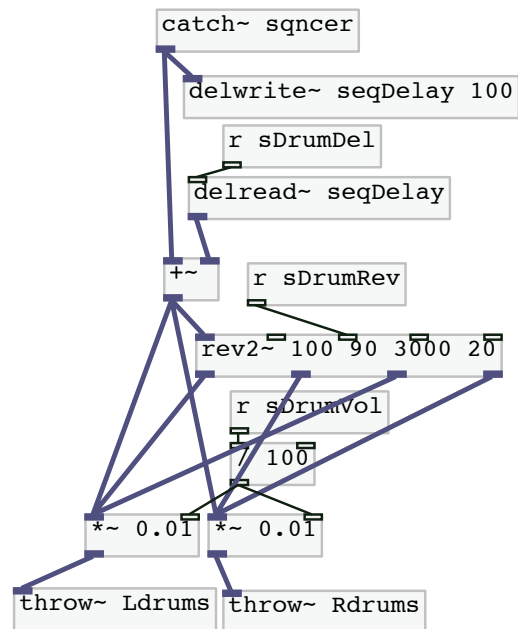 catch~ sqncer
delwrite~ seqDelay 100
r sDrumDel
delread~ seqDelay
+~
r sDrumRev
rev2~ 100 90 3000 20
r sDrumVol
/ 100
*~ 0.01
*~ 0.01
throw~ Ldrums
throw~ Rdrums